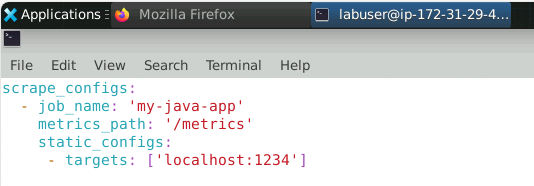 Applications Mozilla Firefox labuser@ip-172-31-29-4...
File Edit View Search Terminal Help
scrape_configs:
  - job_name: 'my-java-app'
    metrics_path: '/metrics'
    static_configs:
     - targets: ['localhost:1234']